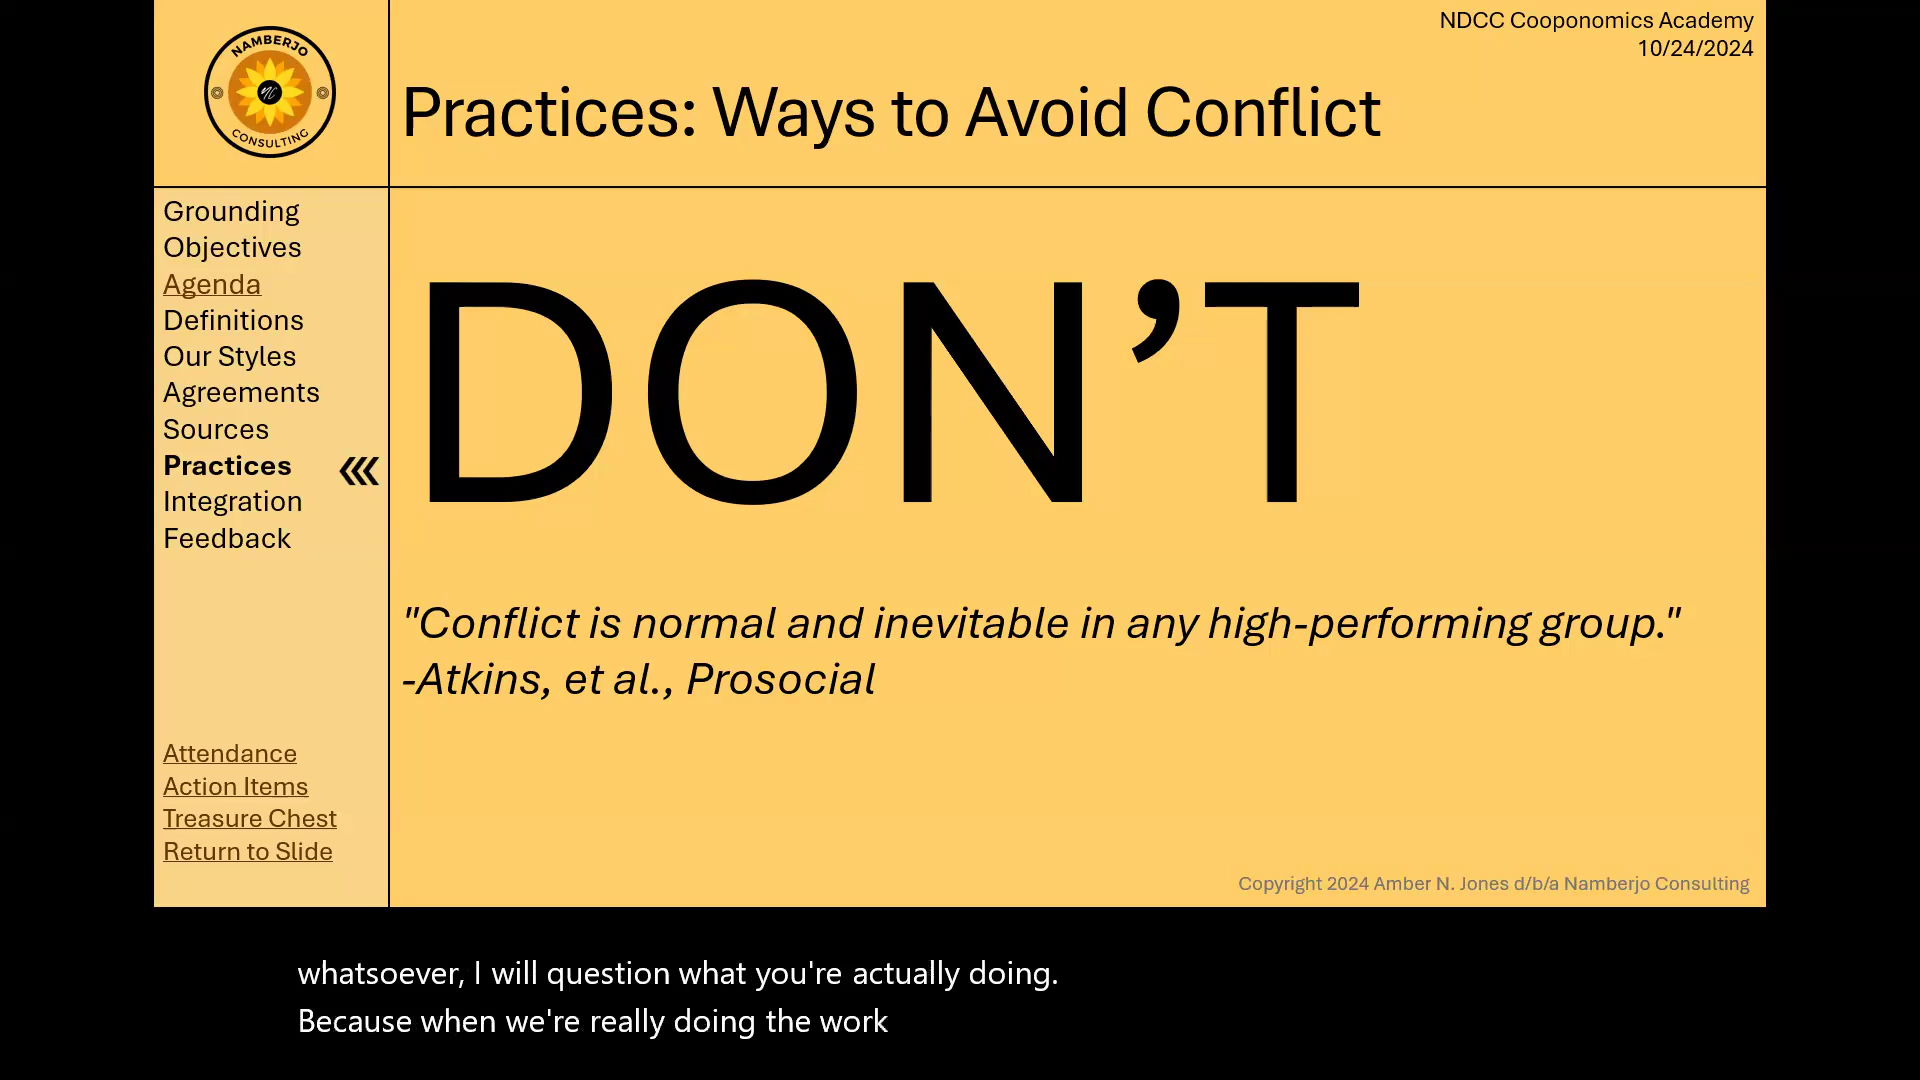 NAMBERJO
CONSULTING
NDCC Cooponomics Academy
10/24/2024
Practices: Ways to Avoid Conflict
Grounding
Objectives
Agenda
Definitions
Our Styles
Agreements
Sources
Practices
Integration
Feedback
Attendance
Action Items
Treasure Chest
Return to Slide
DON’T
"Conflict is normal and inevitable in any high-performing group."
-Atkins, et al., Prosocial
Copyright 2024 Amber N. Jones d/b/a Namberjo Consulting
whatsoever, I will question what you're actually doing.
Because when we're really doing the work